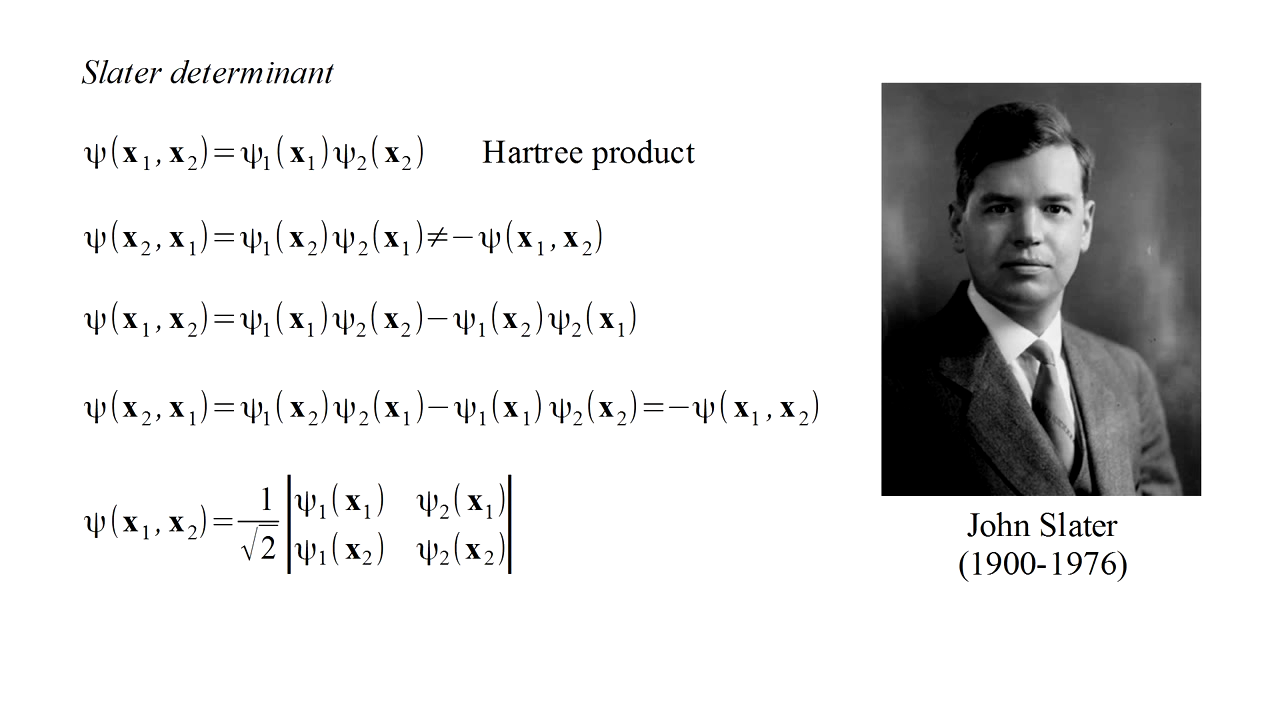 Slater determinant
ψ(x₁, x₂)=ψ₁(x₁)ψ₂(x₂) Hartree product
ψ(x₂, x₁)=ψ₁(x₂)ψ₂(x₁)≠−ψ(x₁, x₂)
ψ(x₁, x₂)=ψ₁(x₁)ψ₂(x₂)−ψ₁(x₂)ψ₂(x₁)
ψ(x₂, x₁)=ψ₁(x₂)ψ₂(x₁)−ψ₁(x₁)ψ₂(x₂)=−ψ(x₁, x₂)
ψ(x₁, x₂)=1/√2 |ψ₁(x₁) ψ₂(x₁)|
|ψ₁(x₂) ψ₂(x₂)|
John Slater
(1900-1976)